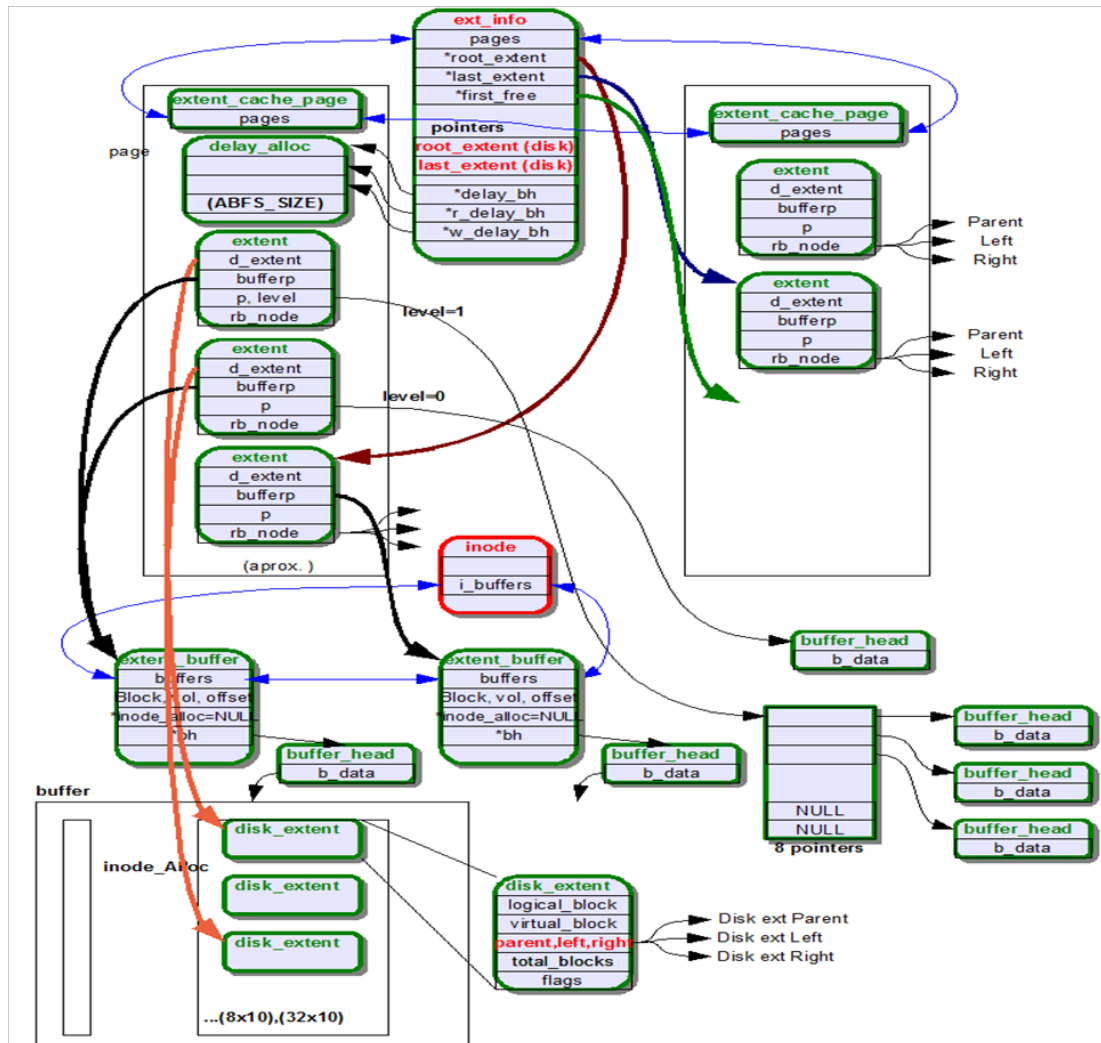 ext_info
pages
*root_extent
*last_extent
*first_free
pointers
root_extent (disk)
last_extent (disk)
*delay_bh
*r_delay_bh
*w_delay_bh
extent_cache_page
pages
page
delay_alloc
(ABFS_SIZE)
extent
d_extent
bufferp
p, level
rb_node
level=1
extent
d_extent
bufferp
p
rb_node
level=0
extent
d_extent
bufferp
p
rb_node
(aprox. )
extent_cache_page
pages
extent
d_extent
bufferp
p
rb_node
Parent
Left
Right
extent
d_extent
bufferp
p
rb_node
Parent
Left
Right
inode
i_buffers
extent_buffer
buffers
Block, vol, offset
*inode_alloc=NULL
*bh
extent_buffer
buffers
Block, vol, offset
*inode_alloc=NULL
*bh
buffer_head
b_data
buffer_head
b_data
buffer_head
b_data
NULL
NULL
8 pointers
buffer_head
b_data
buffer_head
b_data
buffer_head
b_data
buffer
inode_Alloc
disk_extent
disk_extent
disk_extent
...(8x10),(32x10)
disk_extent
logical_block
virtual_block
parent,left,right
total_blocks
flags
Disk ext Parent
Disk ext Left
Disk ext Right